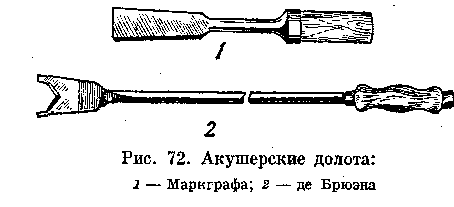 1
2
Рис. 72. Акушерские долота:
1 — Маркграфа; 2 — де Брюэна